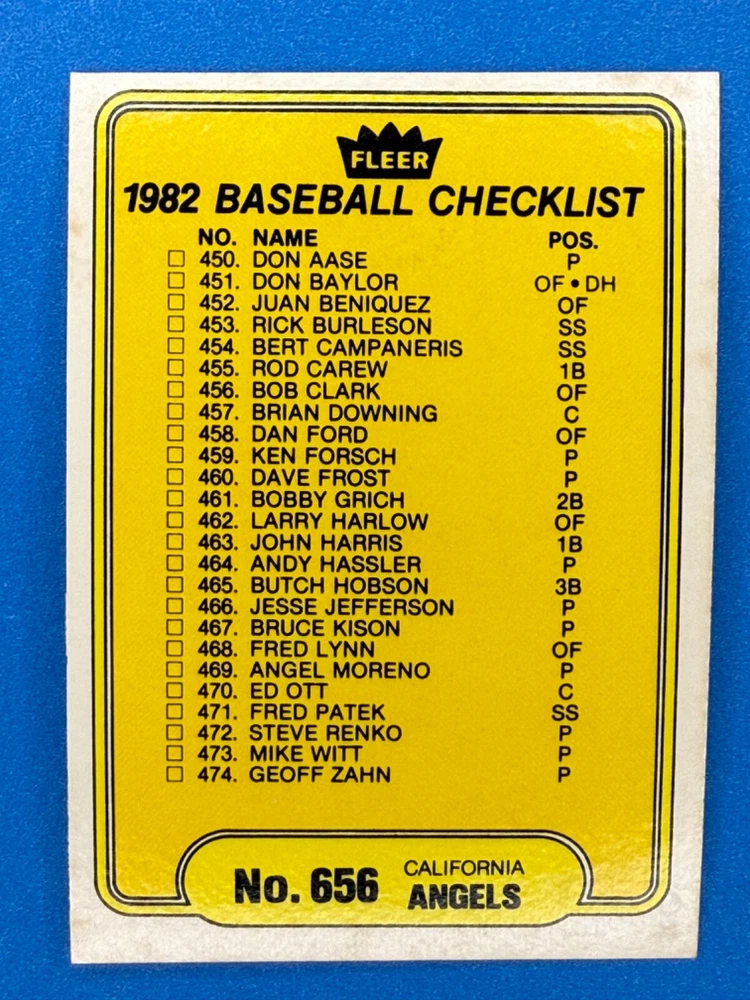 FLEER
1982 BASEBALL CHECKLIST
NO. NAME POS.
450. DON AASE P
451. DON BAYLOR OF • DH
452. JUAN BENIQUEZ OF
453. RICK BURLESON SS
454. BERT CAMPANERIS SS
455. ROD CAREW 1B
456. BOB CLARK OF
457. BRIAN DOWNING C
458. DAN FORD OF
459. KEN FORSCH P
460. DAVE FROST P
461. BOBBY GRICH 2B
462. LARRY HARLOW OF
463. JOHN HARRIS 1B
464. ANDY HASSLER P
465. BUTCH HOBSON 3B
466. JESSE JEFFERSON P
467. BRUCE KISON P
468. FRED LYNN OF
469. ANGEL MORENO P
470. ED OTT C
471. FRED PATEK SS
472. STEVE RENKO P
473. MIKE WITT P
474. GEOFF ZAHN P
No. 656 CALIFORNIA
ANGELS